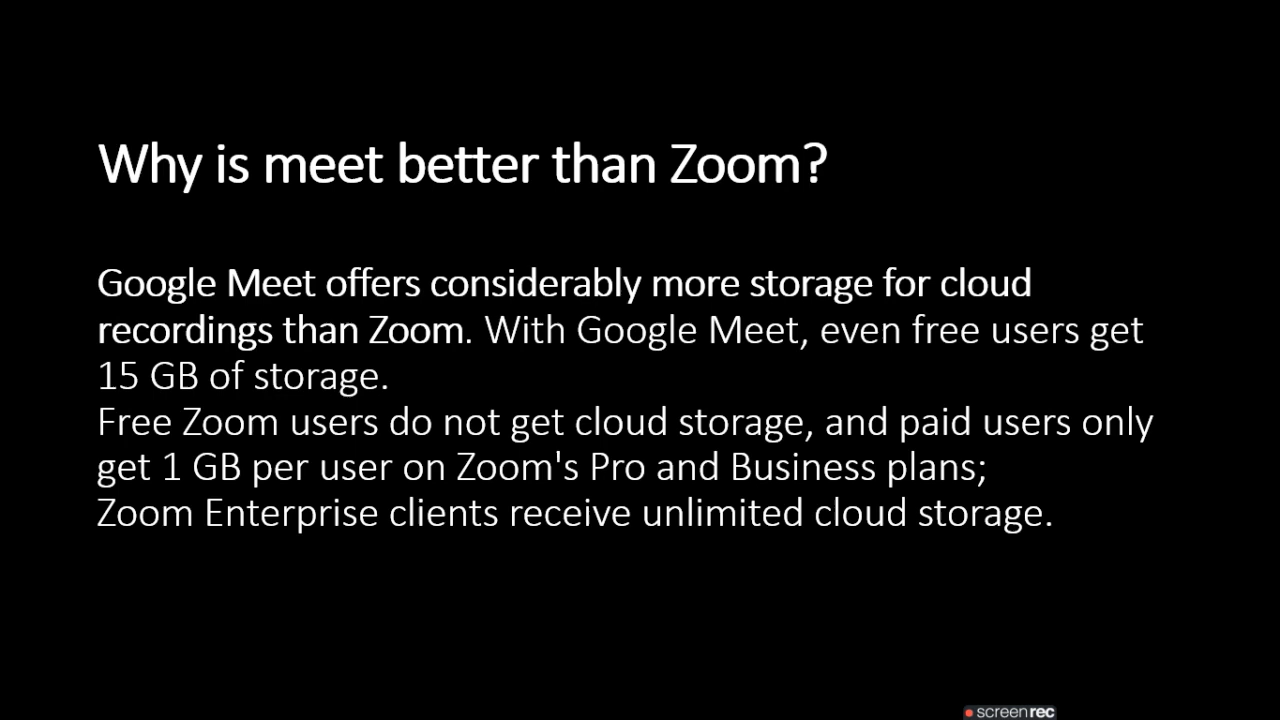 Why is meet better than Zoom?
Google Meet offers considerably more storage for cloud
recordings than Zoom. With Google Meet, even free users get
15 GB of storage.
Free Zoom users do not get cloud storage, and paid users only
get 1 GB per user on Zoom's Pro and Business plans;
Zoom Enterprise clients receive unlimited cloud storage.
screenrec